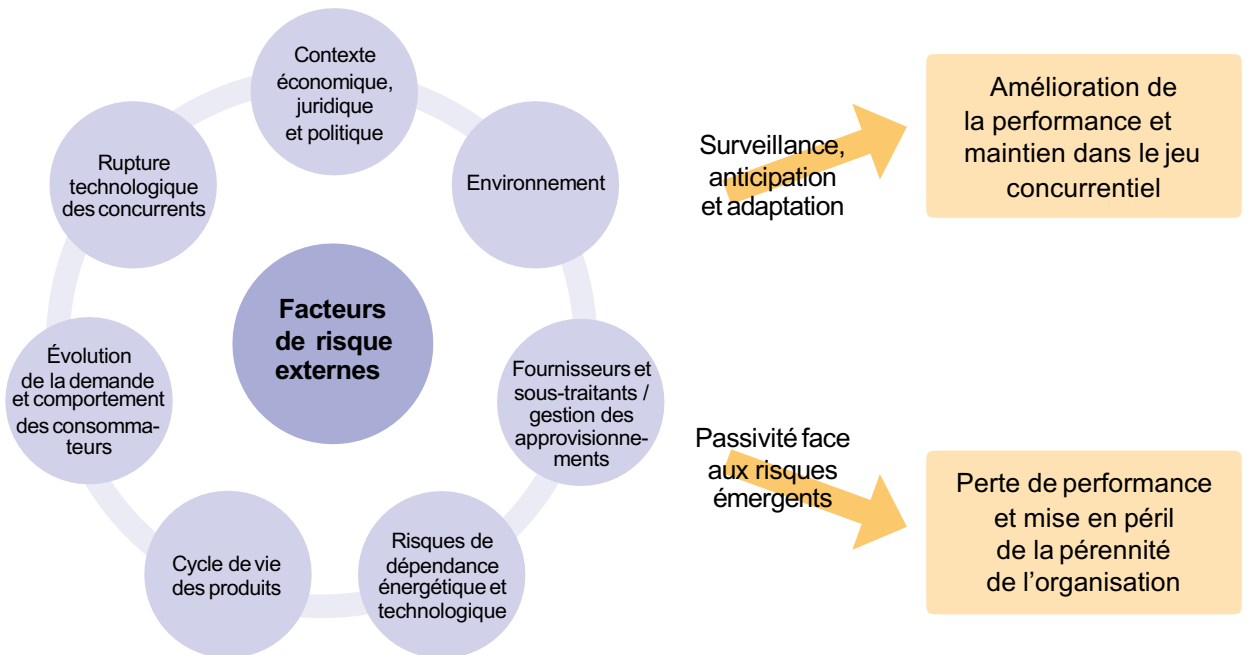 Contexte
économique,
juridique
et politique
Environnement
Fournisseurs et
sous-traitants /
gestion des
approvisionne-
ments
Risques de
dépendance
énergétique et
technologique
Cycle de vie
des produits
Évolution
de la demande
et comportement
des consomma-
teurs
Rupture
technologique
des concurrents
Facteurs
de risque
externes
Surveillance,
anticipation
et adaptation
Amélioration de
la performance et
maintien dans le jeu
concurrentiel
Passivité face
aux risques
émergents
Perte de performance
et mise en péril
de la pérennité
de l'organisation